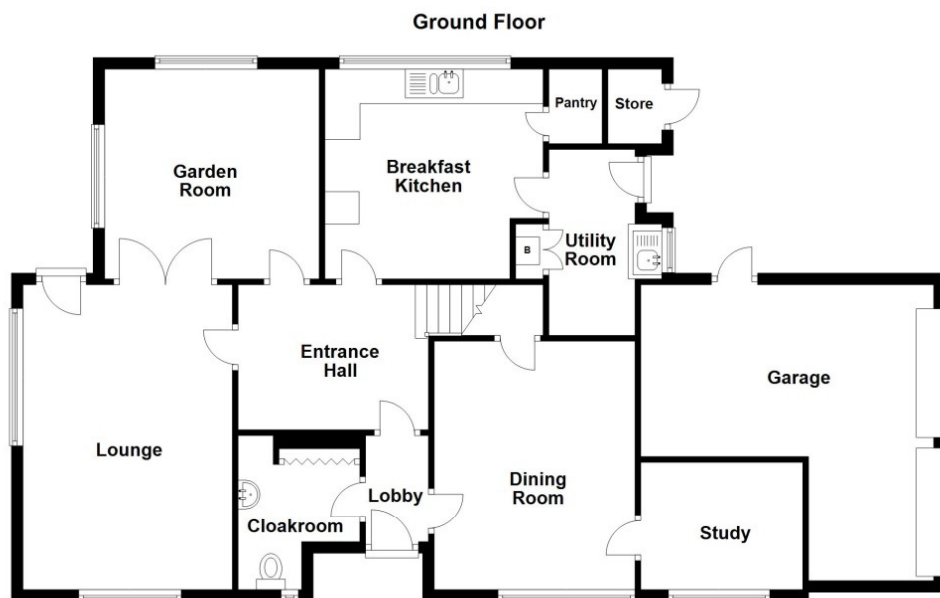 Ground Floor
Pantry
Store
Garden
Room
Breakfast
Kitchen
B
Utility
Room
Entrance
Hall
Garage
Lounge
Dining
Room
Lobby
Cloakroom
Study